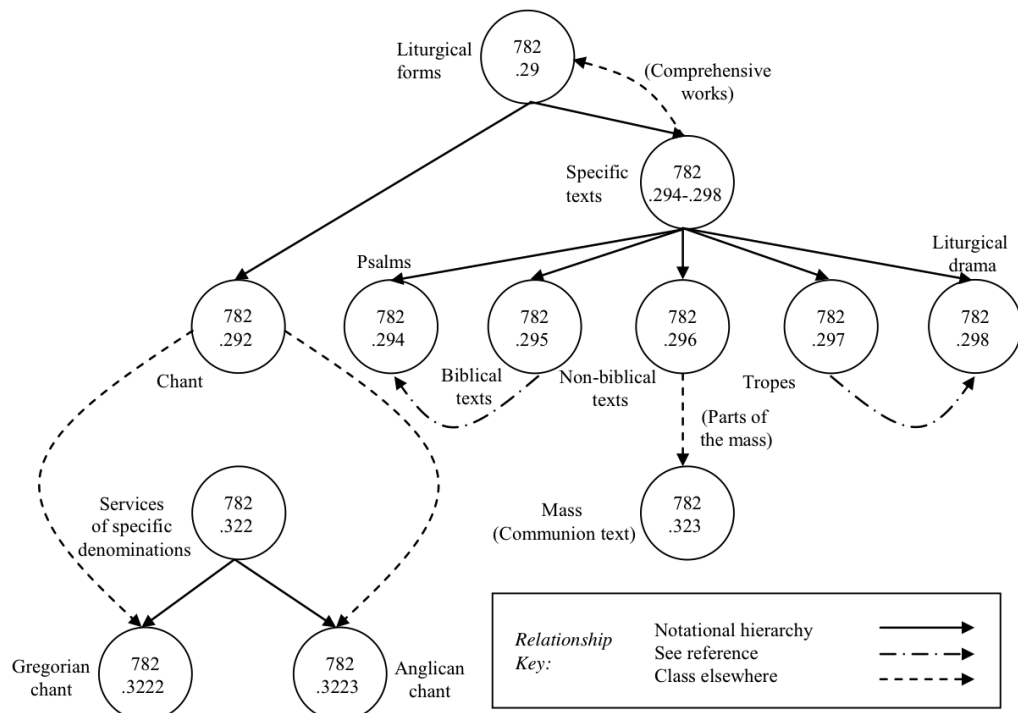 Liturgical
forms
782
.29
(Comprehensive
works)
Specific
texts
782
.294-.298
Psalms
Liturgical
drama
782
.292
782
.294
782
.295
782
.296
782
.297
782
.298
Chant
Biblical
texts
Non-biblical
texts
Tropes
(Parts of
the mass)
Services
of specific
denominations
782
.322
Mass
(Communion text)
782
.323
Gregorian
chant
782
.3222
782
.3223
Anglican
chant
Relationship
Key:
Notational hierarchy
See reference
Class elsewhere